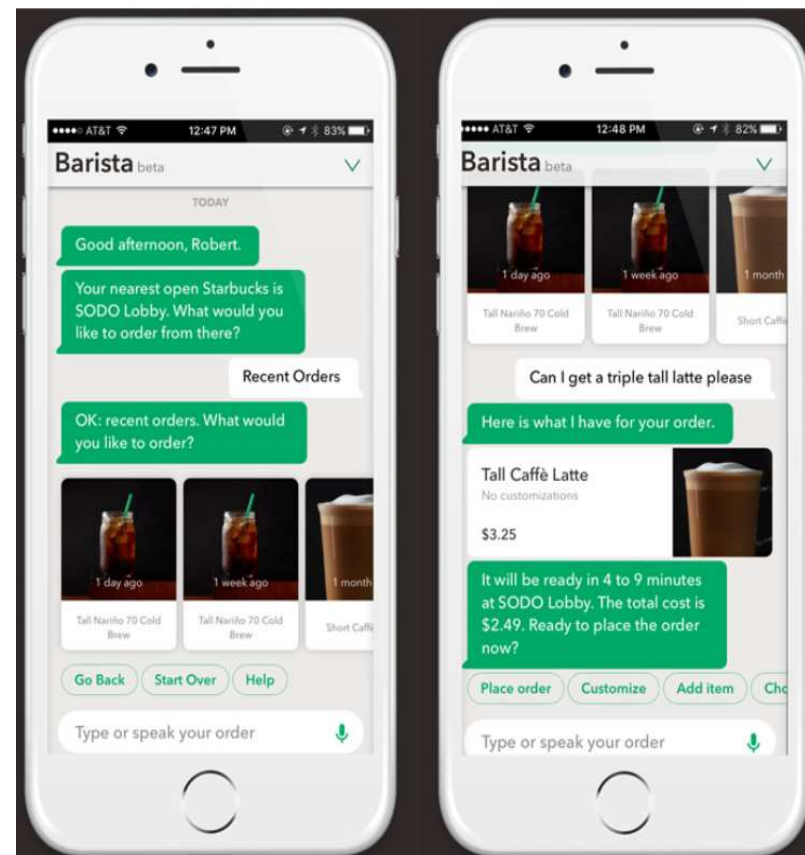 AT&T 12:47 PM 83%
Barista beta
TODAY
Good afternoon, Robert.
Your nearest open Starbucks is
SODO Lobby. What would you
like to order from there?
Recent Orders
OK: recent orders. What would
you like to order?
1 day ago 1 week ago 1 month
Tall Nariño 70 Cold Tall Nariño 70 Cold Short Caffè
Brew Brew
Go Back Start Over Help
Type or speak your order
AT&T 12:48 PM 82%
Barista beta
1 day ago 1 week ago 1 month
Tall Nariño 70 Cold Tall Nariño 70 Cold Short Caffè
Brew Brew
Can I get a triple tall latte please
Here is what I have for your order.
Tall Caffè Latte
No customizations
$3.25
It will be ready in 4 to 9 minutes
at SODO Lobby. The total cost is
$2.49. Ready to place the order
now?
Place order Customize Add item Cho
Type or speak your order